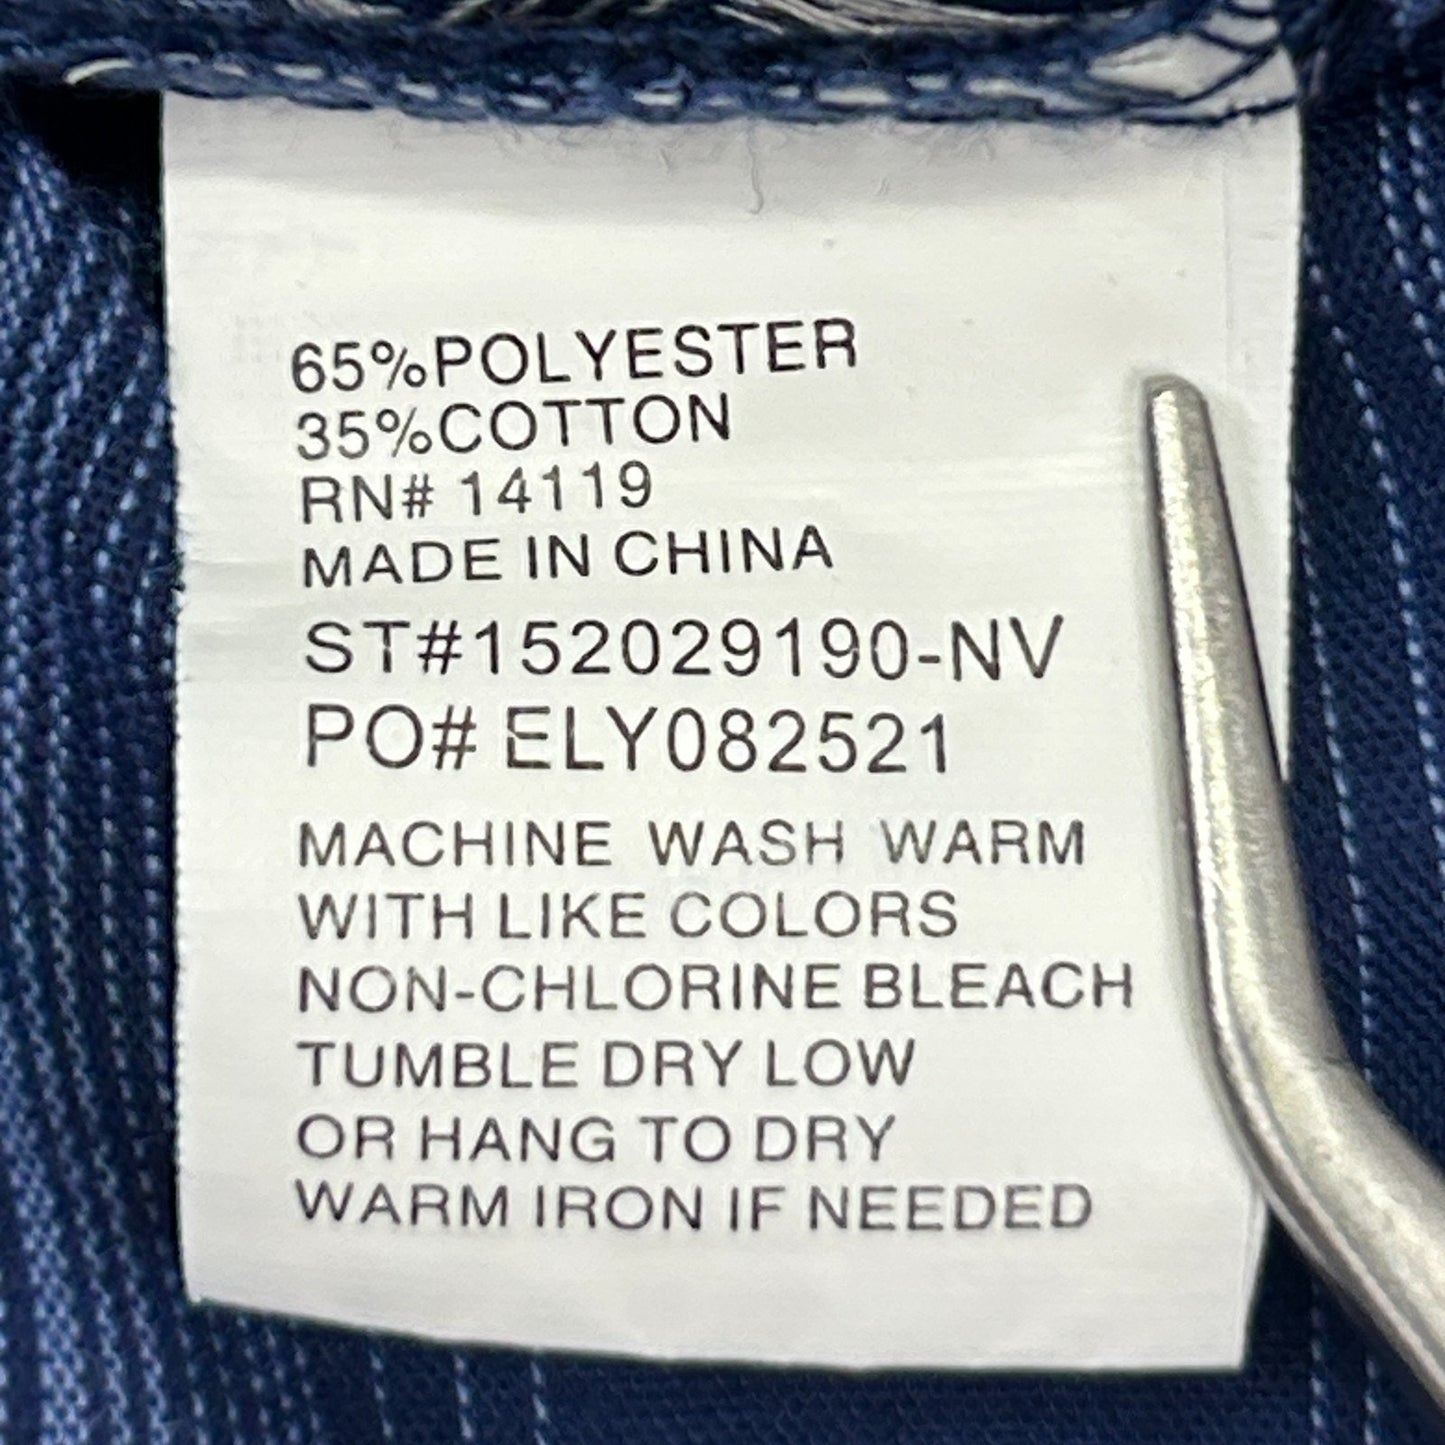 65%POLYESTER
35%COTTON
RN# 14119
MADE IN CHINA
ST#152029190-NV
PO# ELY082521
MACHINE WASH WARM
WITH LIKE COLORS
NON-CHLORINE BLEACH
TUMBLE DRY LOW
OR HANG TO DRY
WARM IRON IF NEEDED